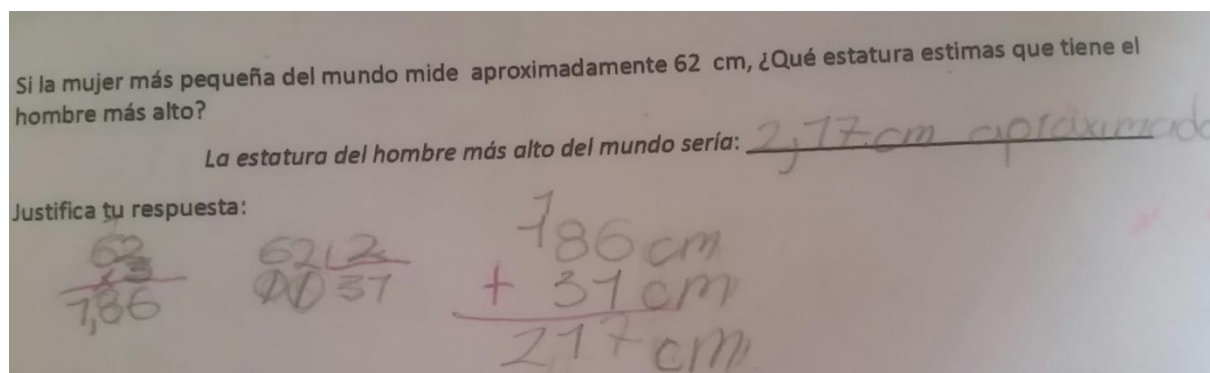 Si la mujer más pequeña del mundo mide aproximadamente 62 cm, ¿Qué estatura estimas que tiene el
hombre más alto?
La estatura del hombre más alto del mundo sería: 2,17 cm aproximado
Justifica tu respuesta:
62
x3
1,86
62 2
00 31
1
186 cm
+ 31 cm
217 cm